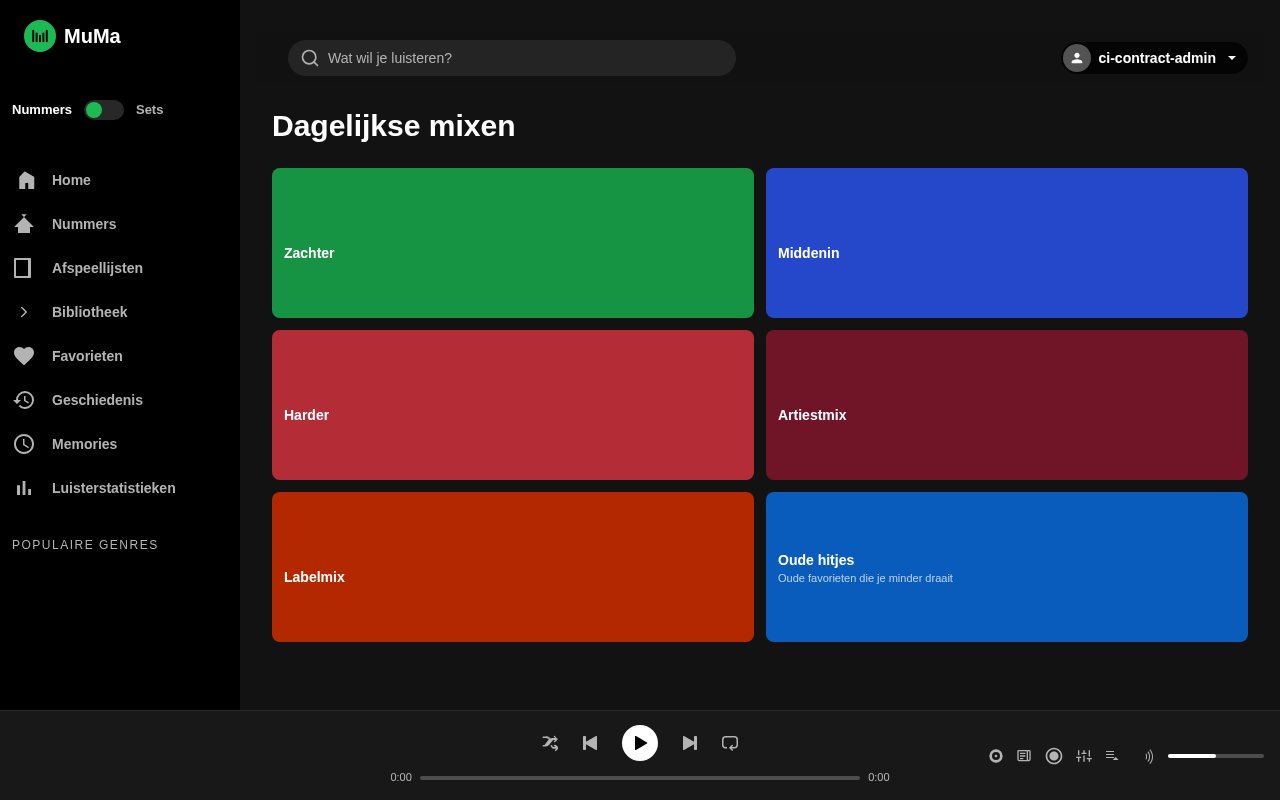 MuMa
Nummers
Sets
Home
Nummers
Afspeellijsten
Bibliotheek
Favorieten
Geschiedenis
Memories
Luisterstatistieken
POPULAIRE GENRES
Wat wil je luisteren?
ci-contract-admin
Dagelijkse mixen
Zachter
Middenin
Harder
Artiestmix
Labelmix
Oude hitjes
Oude favorieten die je minder draait
0:00
0:00